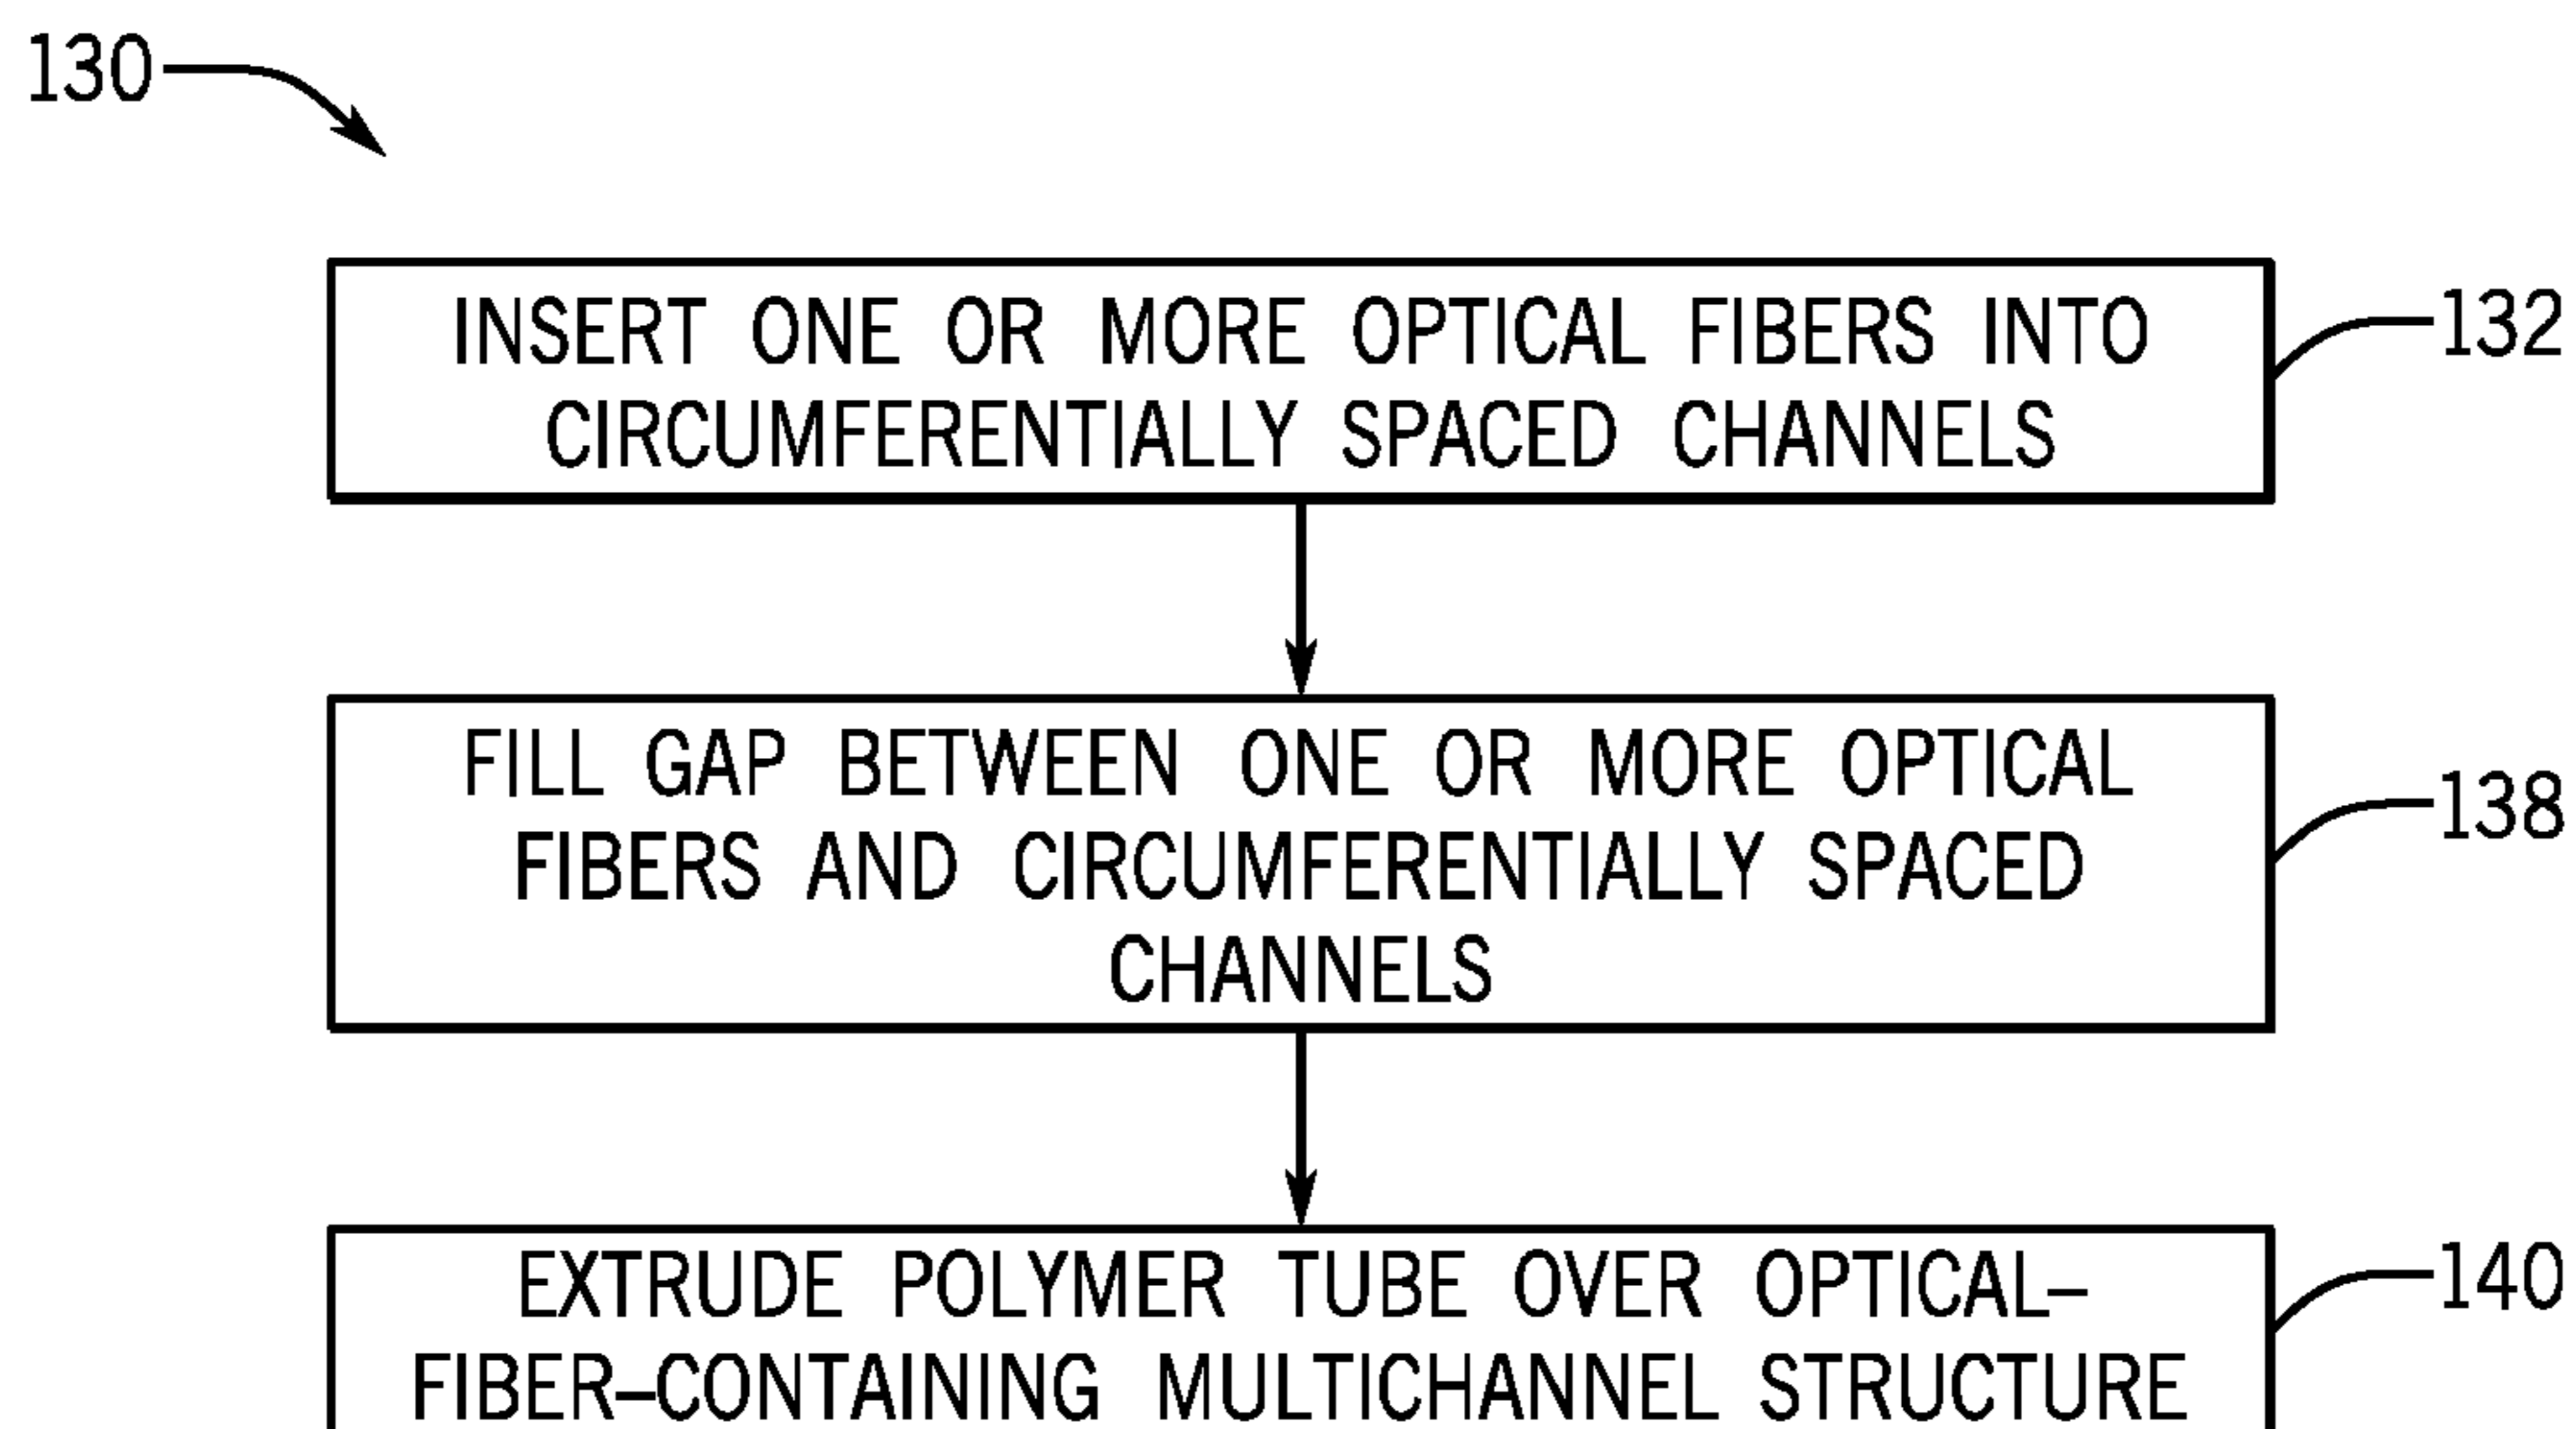 130
INSERT ONE OR MORE OPTICAL FIBERS INTO
CIRCUMFERENTIALLY SPACED CHANNELS
132
FILL GAP BETWEEN ONE OR MORE OPTICAL
FIBERS AND CIRCUMFERENTIALLY SPACED
CHANNELS
138
EXTRUDE POLYMER TUBE OVER OPTICAL–
FIBER–CONTAINING MULTICHANNEL STRUCTURE
140